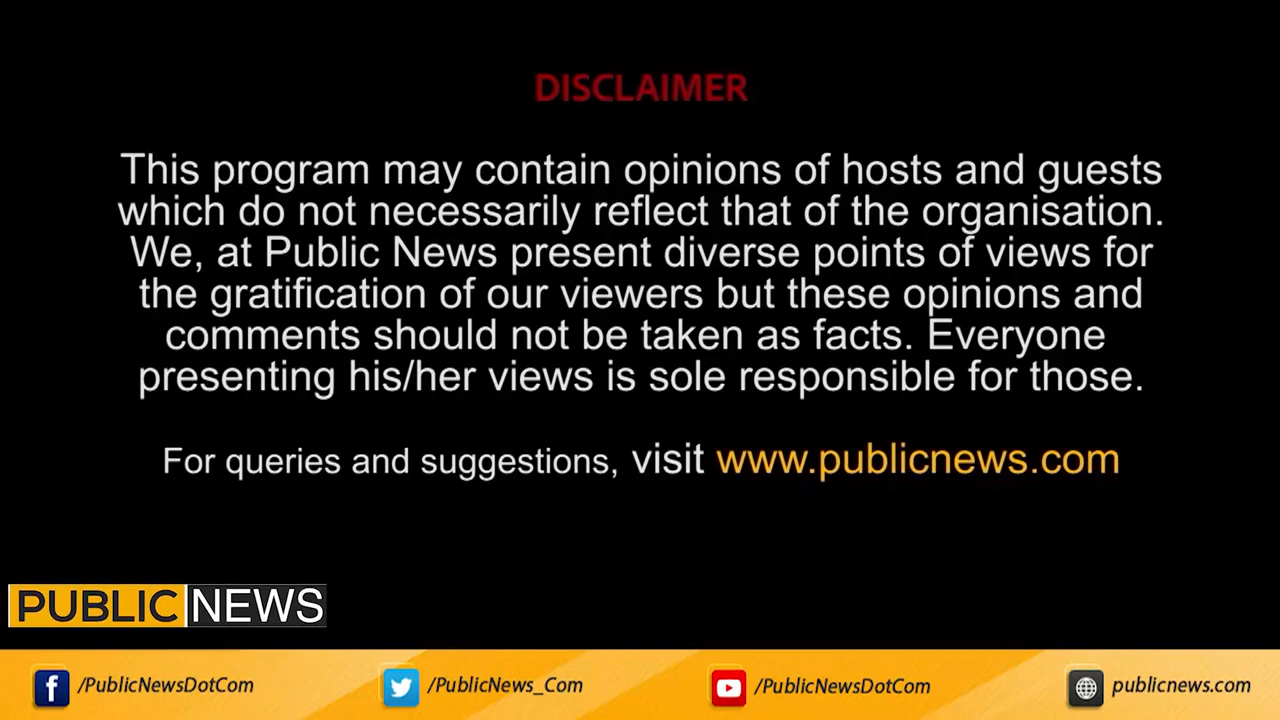 DISCLAIMER
This program may contain opinions of hosts and guests
which do not necessarily reflect that of the organisation.
We, at Public News present diverse points of views for
the gratification of our viewers but these opinions and
comments should not be taken as facts. Everyone
presenting his/her views is sole responsible for those.
For queries and suggestions, visit www.publicnews.com
PUBLIC NEWS
/PublicNewsDotCom /PublicNews_Com /PublicNewsDotCom publicnews.com